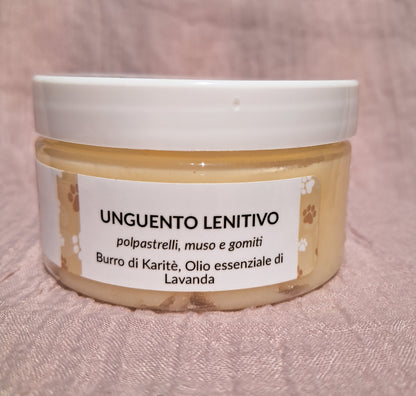 UNGUENTO LENITIVO
polpastrelli, muso e gomiti
Burro di Karitè, Olio essenziale di
Lavanda